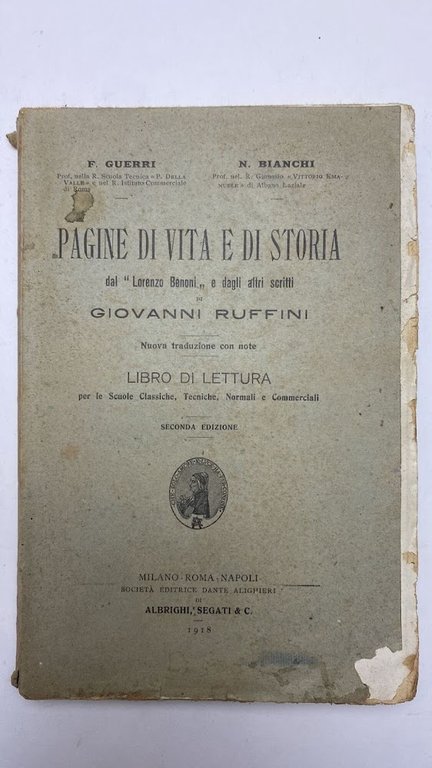 F. GUERRI
Prof. nella R. Scuola Tecnica «P. DELLA
VALLE» e nel R. Istituto Commerciale
di Roma
N. BIANCHI
Prof. nel R. Ginnasio «VITTORIO EMA-
NUELE» di Albano Laziale
PAGINE DI VITA E DI STORIA
dal "Lorenzo Benoni„ e dagli altri scritti
DI
GIOVANNI RUFFINI
Nuova traduzione con note
LIBRO DI LETTURA
per le Scuole Classiche, Tecniche, Normali e Commerciali
SECONDA EDIZIONE
MILANO-ROMA-NAPOLI
SOCIETÀ EDITRICE DANTE ALIGHIERI
DI
ALBRIGHI, SEGATI & C.
1918